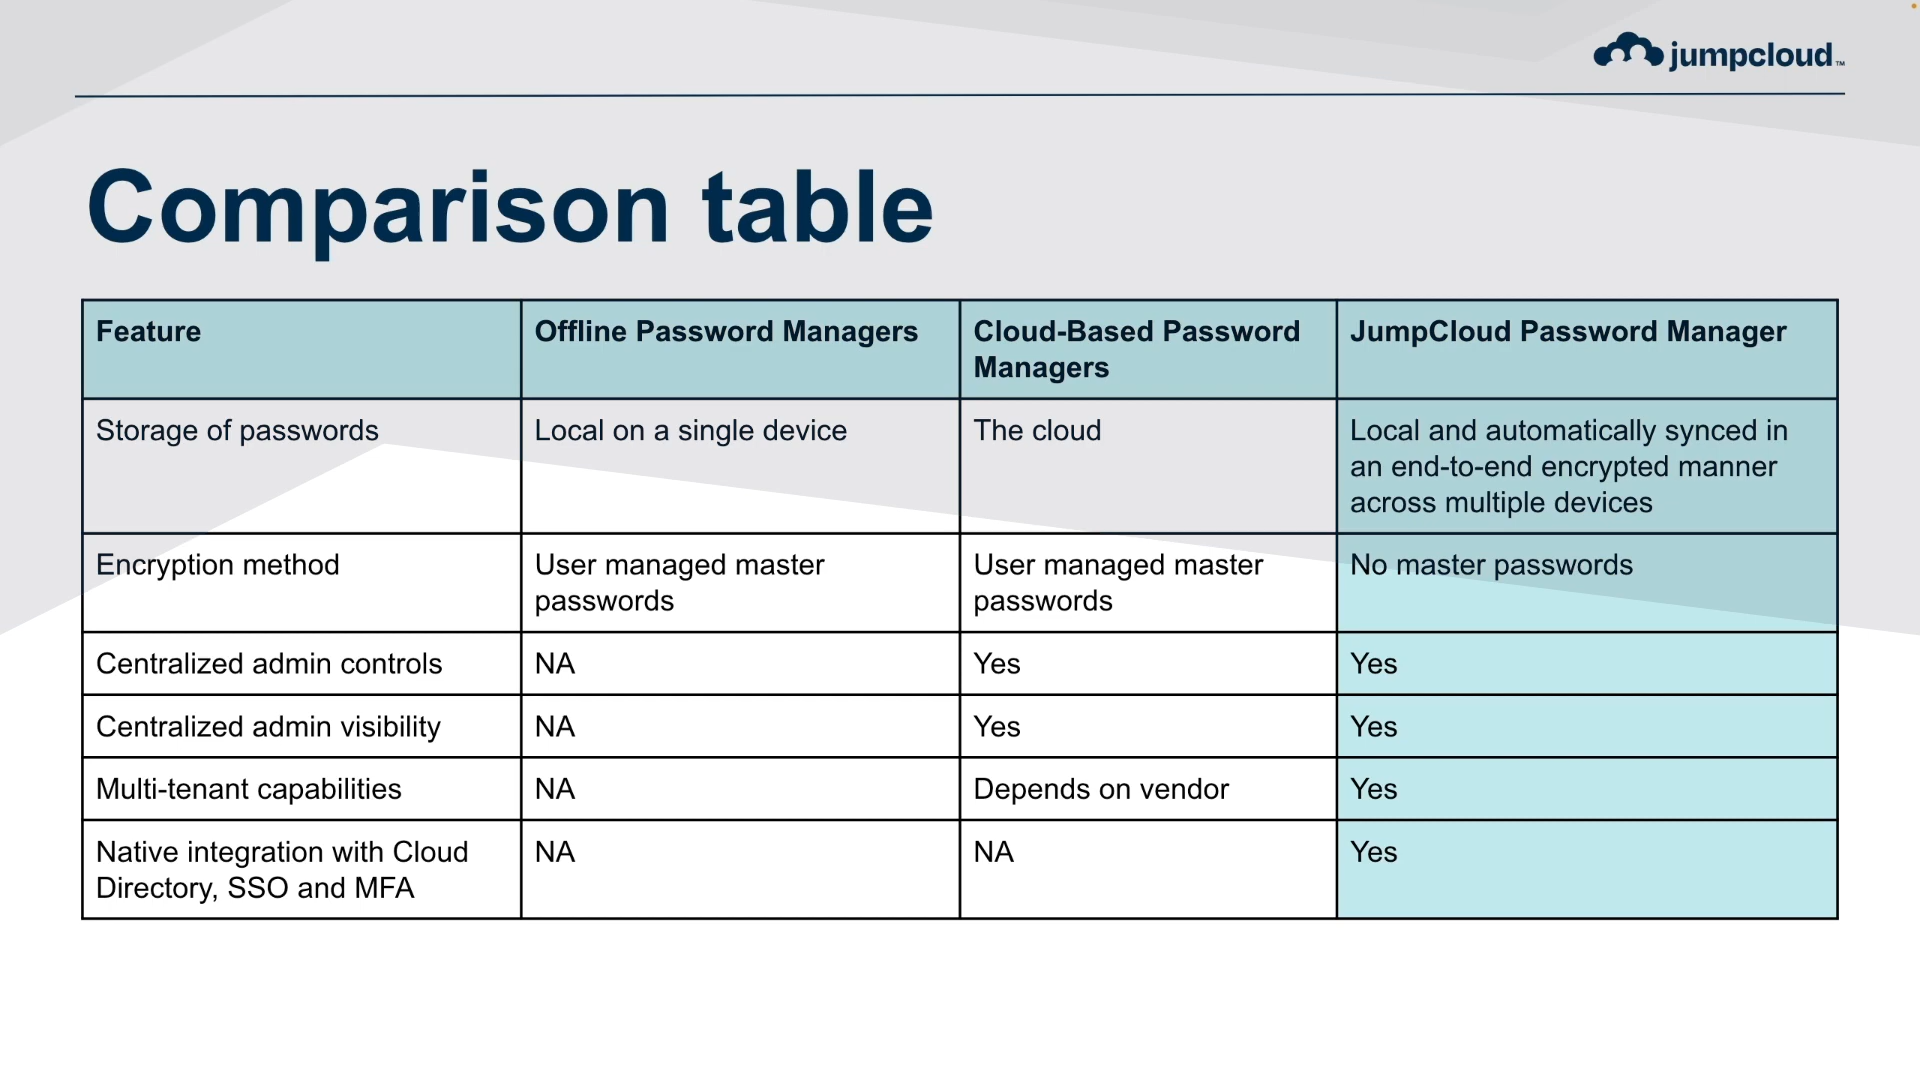 jumpcloud™
Comparison table
Feature
Offline Password Managers
Cloud-Based Password
Managers
JumpCloud Password Manager
Storage of passwords
Local on a single device
The cloud
Local and automatically synced in
an end-to-end encrypted manner
across multiple devices
Encryption method
User managed master
passwords
User managed master
passwords
No master passwords
Centralized admin controls
NA
Yes
Yes
Centralized admin visibility
NA
Yes
Yes
Multi-tenant capabilities
NA
Depends on vendor
Yes
Native integration with Cloud
Directory, SSO and MFA
NA
NA
Yes